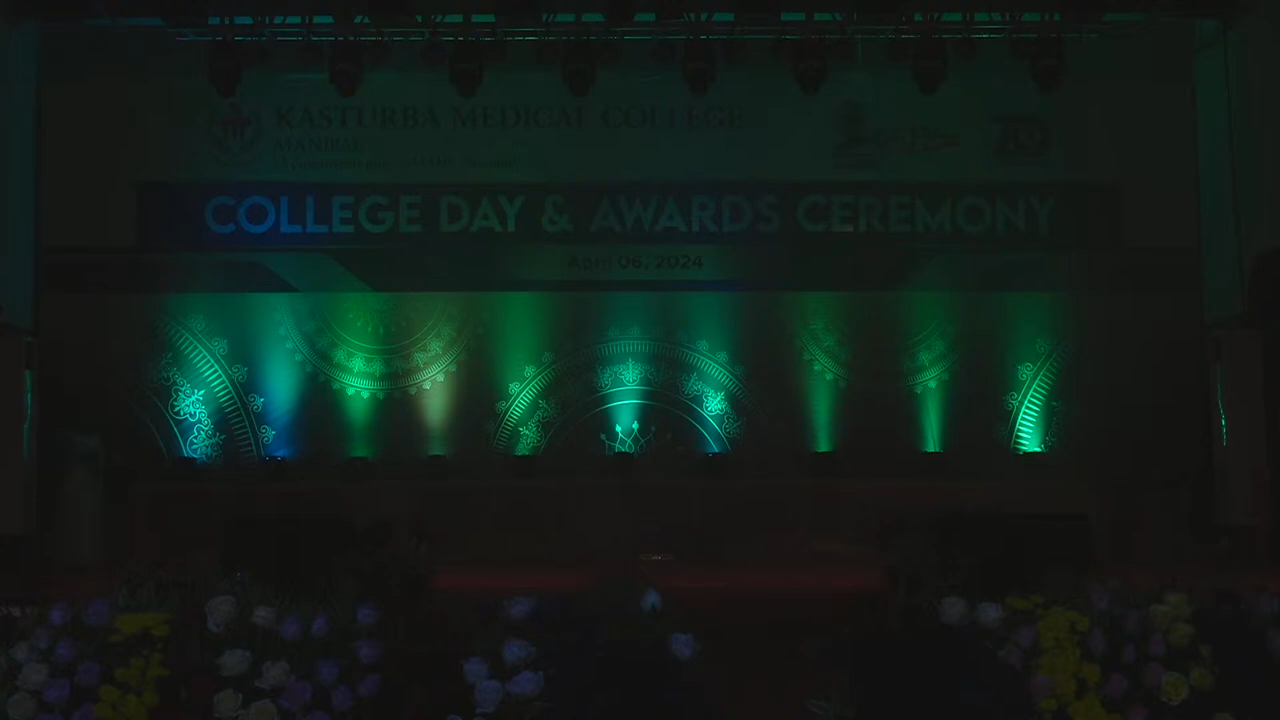 KASTURBA MEDICAL COLLEGE
MANIPAL
COLLEGE DAY & AWARDS CEREMONY
April 06, 2024